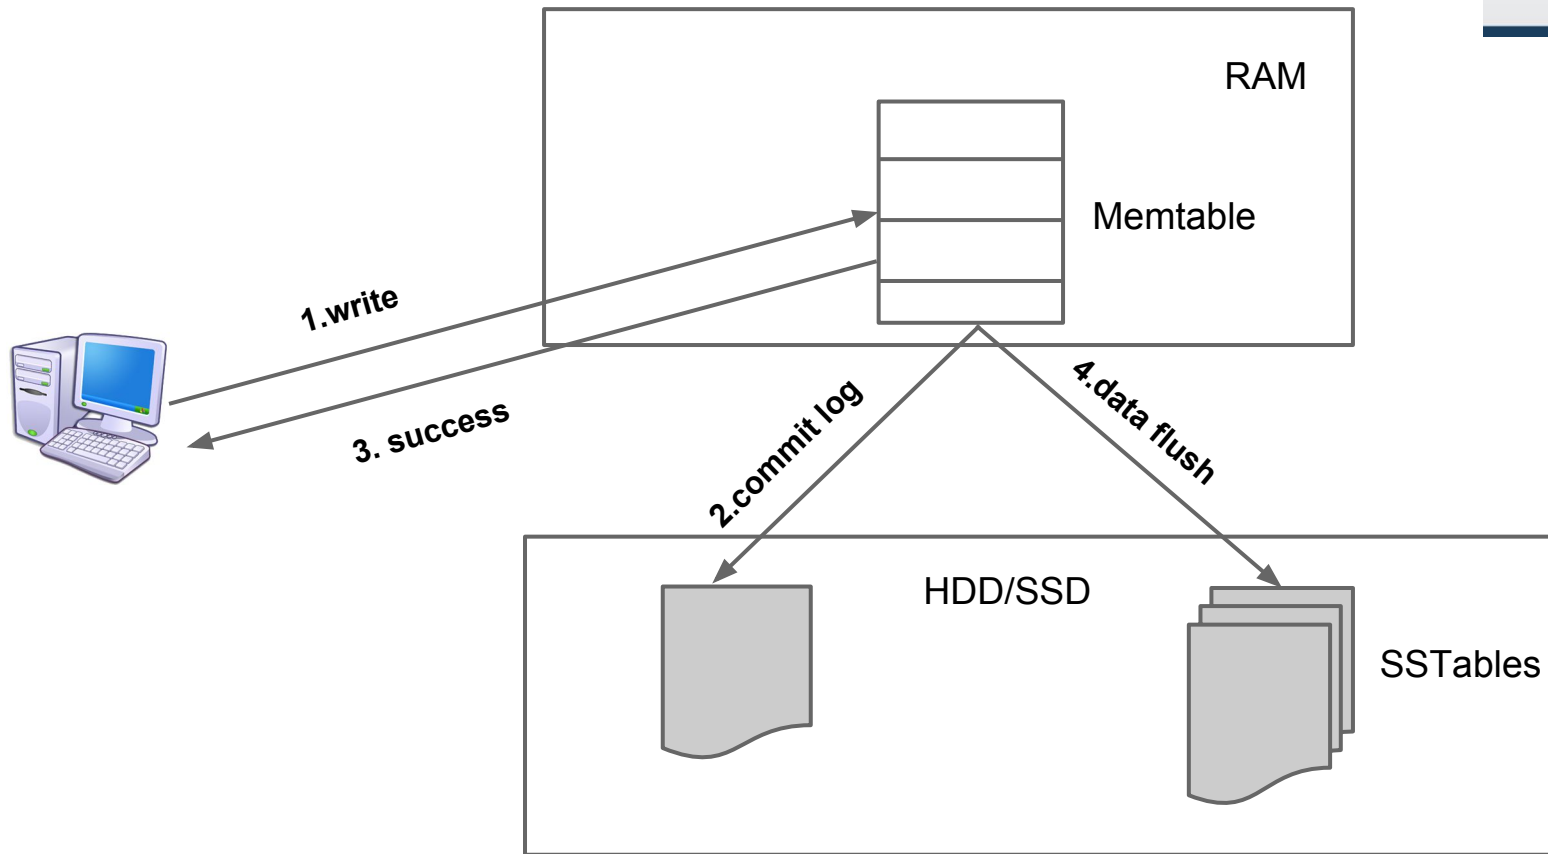 RAM
Memtable
1.write
3. success
2.commit log
4.data flush
HDD/SSD
SSTables